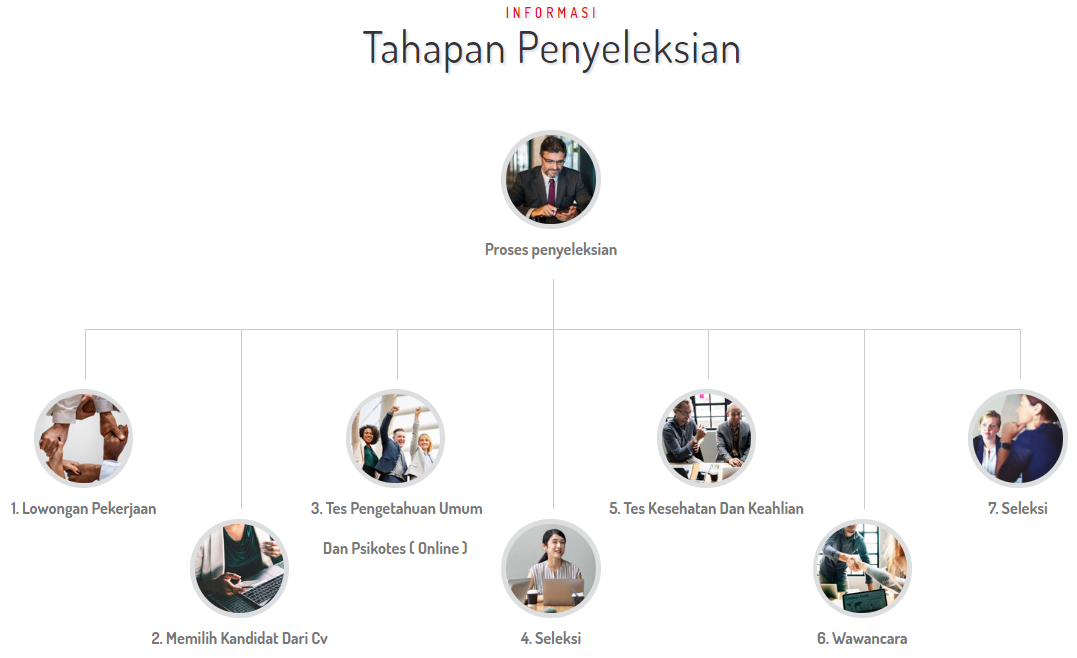 INFORMASI
Tahapan Penyeleksian
Proses penyeleksian
1. Lowongan Pekerjaan
2. Memilih Kandidat Dari Cv
3. Tes Pengetahuan Umum
Dan Psikotes ( Online )
4. Seleksi
5. Tes Kesehatan Dan Keahlian
6. Wawancara
7. Seleksi